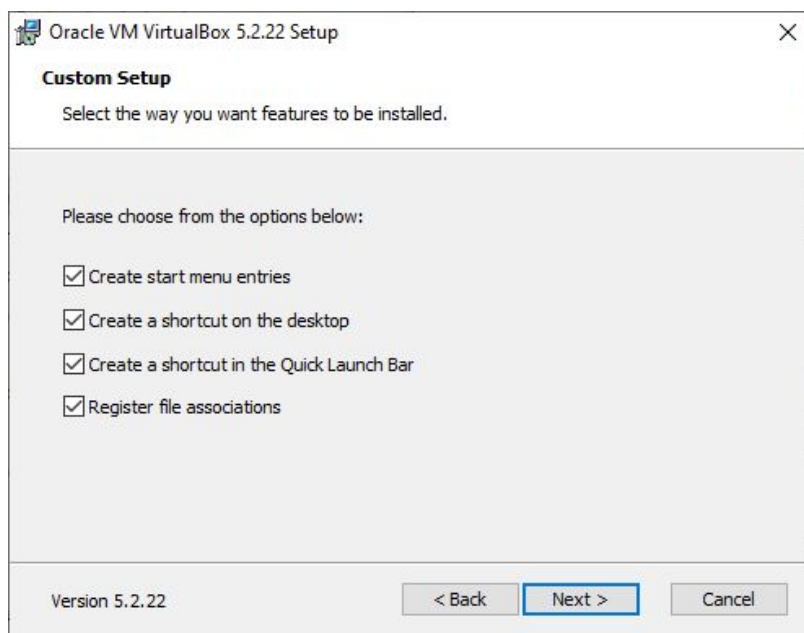 Oracle VM VirtualBox 5.2.22 Setup
Custom Setup
Select the way you want features to be installed.
Please choose from the options below:
Create start menu entries
Create a shortcut on the desktop
Create a shortcut in the Quick Launch Bar
Register file associations
Version 5.2.22
< Back
Next >
Cancel